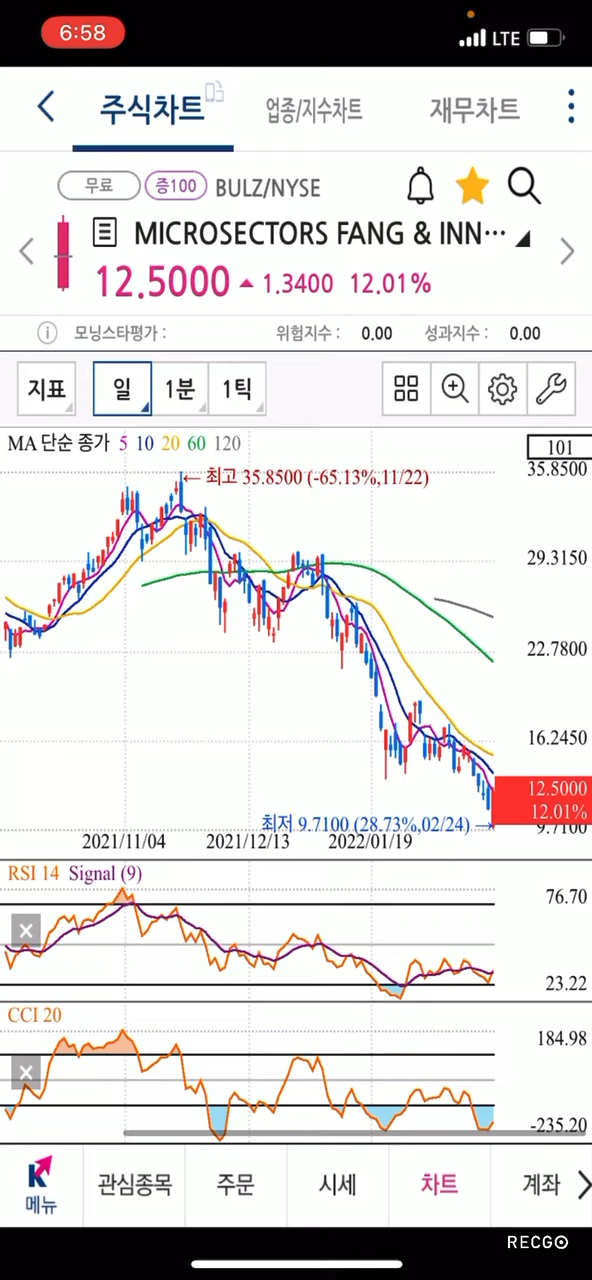 6:58 LTE
주식차트 업종/지수차트 재무차트
무료 증100 BULZ/NYSE
MICROSECTORS FANG & INN···
12.5000 ▲ 1.3400 12.01%
모닝스타평가 : 위험지수 : 0.00 성과지수 : 0.00
지표 일 1분 1틱
MA 단순 종가 5 10 20 60 120
101
35.8500
← 최고 35.8500 (-65.13%,11/22)
29.3150
22.7800
16.2450
12.5000
12.01%
최저 9.7100 (28.73%,02/24) →
9.7100
2021/11/04 2021/12/13 2022/01/19
RSI 14 Signal (9)
76.70
23.22
CCI 20
184.98
-235.20
메뉴 관심종목 주문 시세 차트 계좌
RECGO